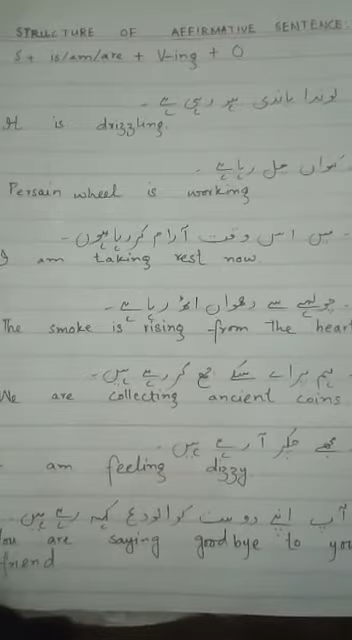 STRUCTURE OF AFFIRMATIVE SENTENCE:
S+ is/am/are + V-ing + O
بوندا باندی ہو رہی ہے -
It is drizzling.
کنواں چل رہا ہے -
Persain wheel is working
میں اس وقت آرام کر رہا ہوں -
I am taking rest now
چولہے سے دھواں اٹھ رہا ہے -
The smoke is rising from The heart
ہم پرانے سکے جمع کر رہے ہیں -
We are collecting ancient coins
مجھے چکر آ رہے ہیں -
am feeling dizzy
آپ اپنے دوست کو الوداع کہہ رہے ہیں -
You are saying goodbye to you
friend